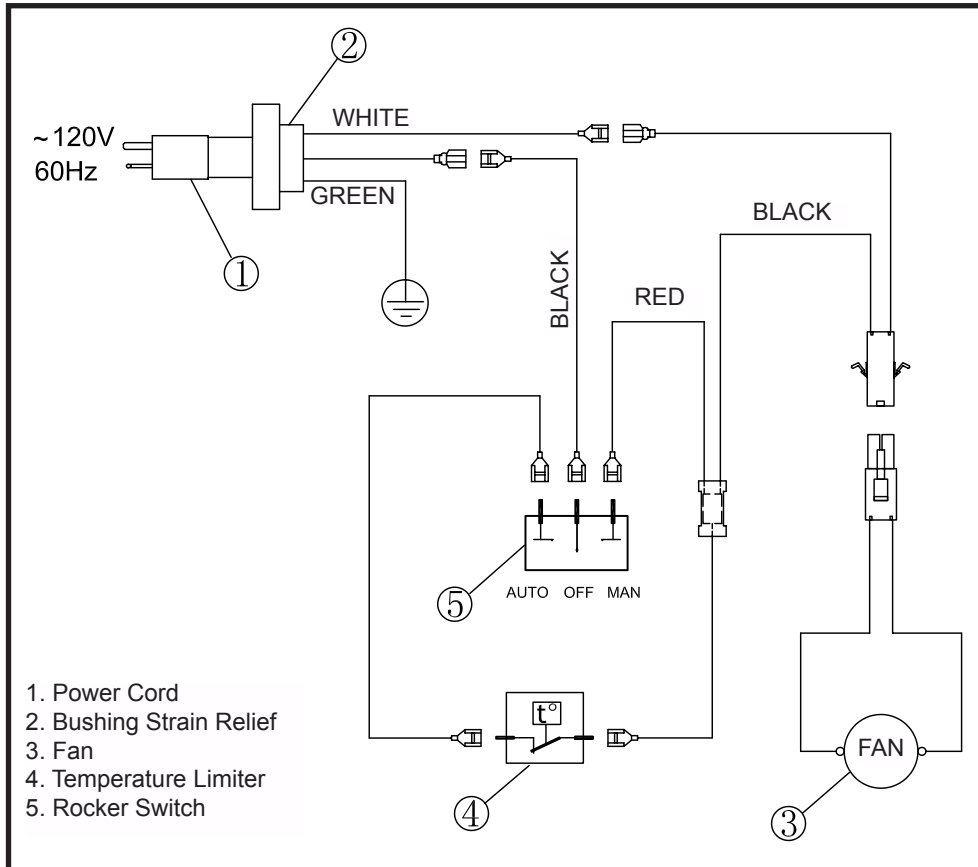 ②
WHITE
~120V
60Hz
GREEN
①
BLACK
BLACK
RED
⑤
AUTO OFF MAN
t°
④
FAN
③
1. Power Cord
2. Bushing Strain Relief
3. Fan
4. Temperature Limiter
5. Rocker Switch